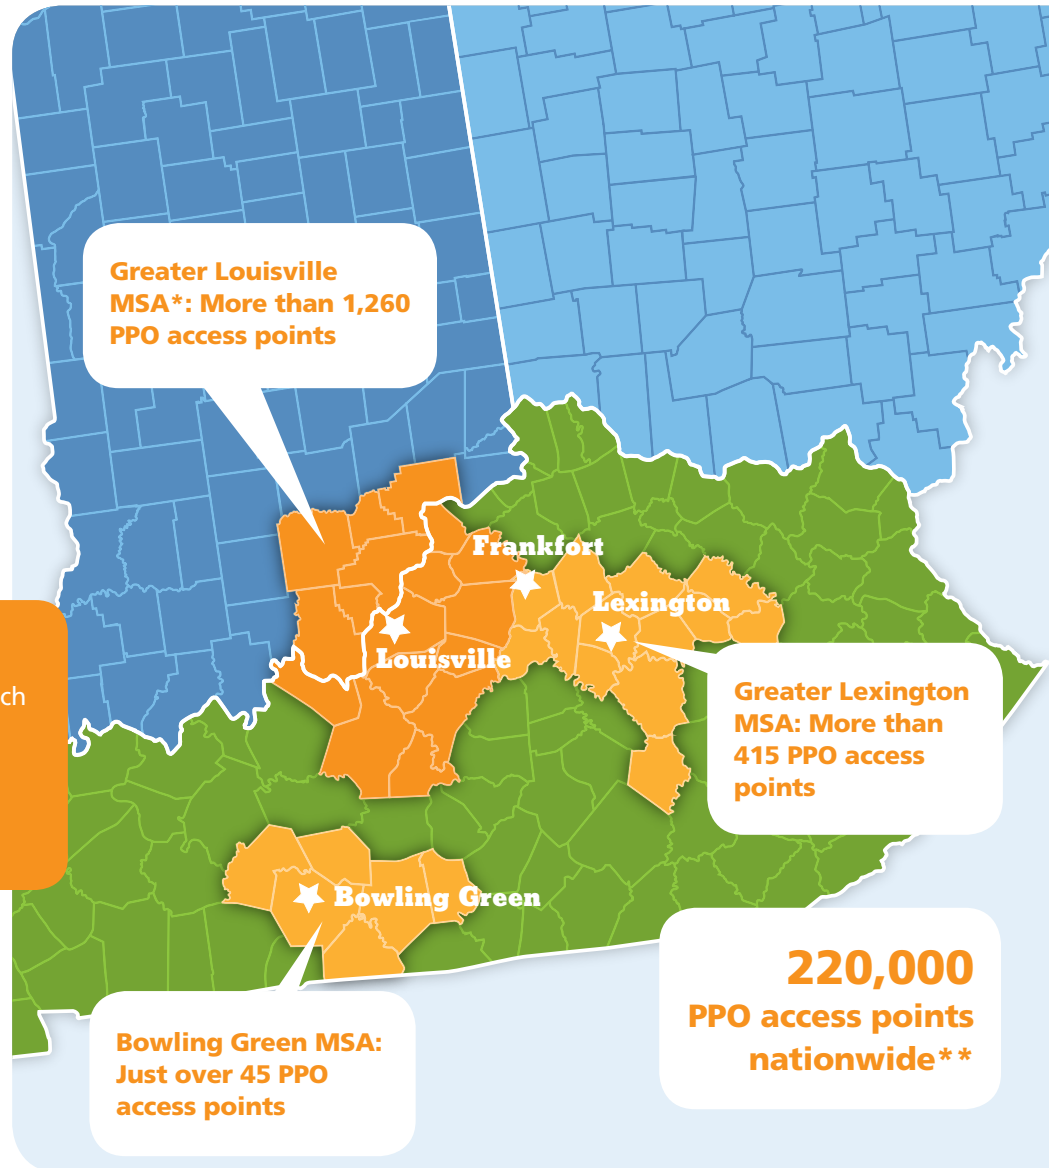 Greater Louisville
MSA*: More than 1,260
PPO access points
Frankfort
Lexington
Louisville
ch
Greater Lexington
MSA: More than
415 PPO access
points
Bowling Green
220,000
PPO access points
nationwide**
Bowling Green MSA:
Just over 45 PPO
access points